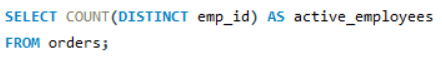 SELECT COUNT(DISTINCT emp_id) AS active_employees
FROM orders;